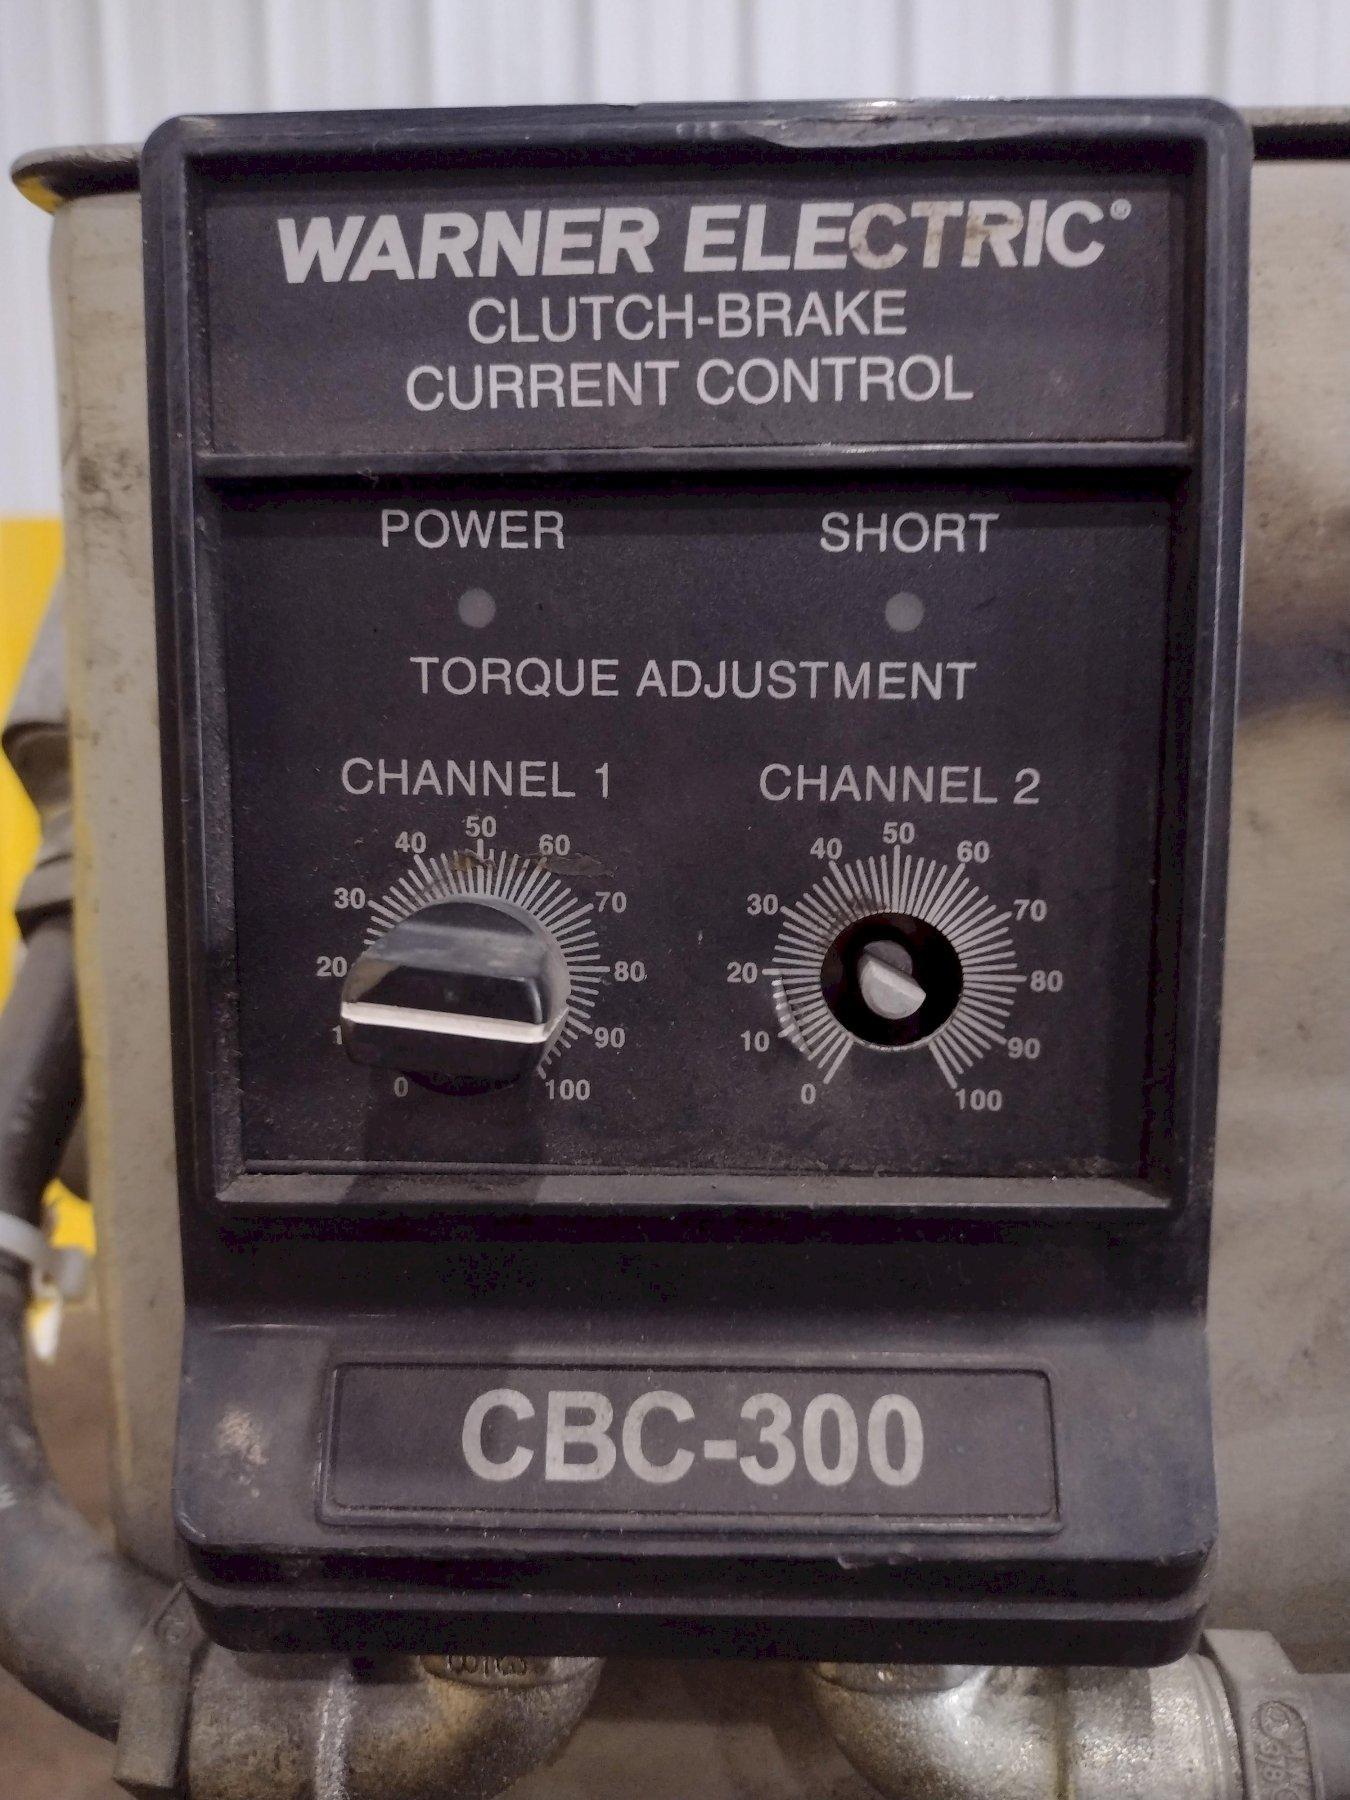 WARNER ELECTRIC®
CLUTCH-BRAKE
CURRENT CONTROL
POWER SHORT
TORQUE ADJUSTMENT
CHANNEL 1 CHANNEL 2
0 20 30 40 50 60 70 80 90 100
0 10 20 30 40 50 60 70 80 90 100
CBC-300